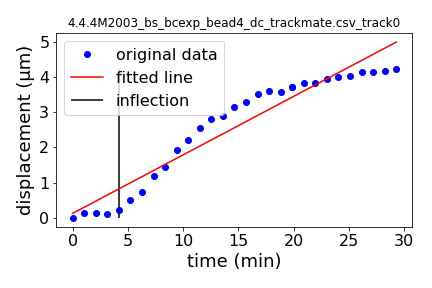 4.4.4M2003_bs_bcexp_bead4_dc_trackmate.csv_track0
5
4
3
2
1
0
displacement (μm)
original data
fitted line
inflection
0 5 10 15 20 25 30
time (min)